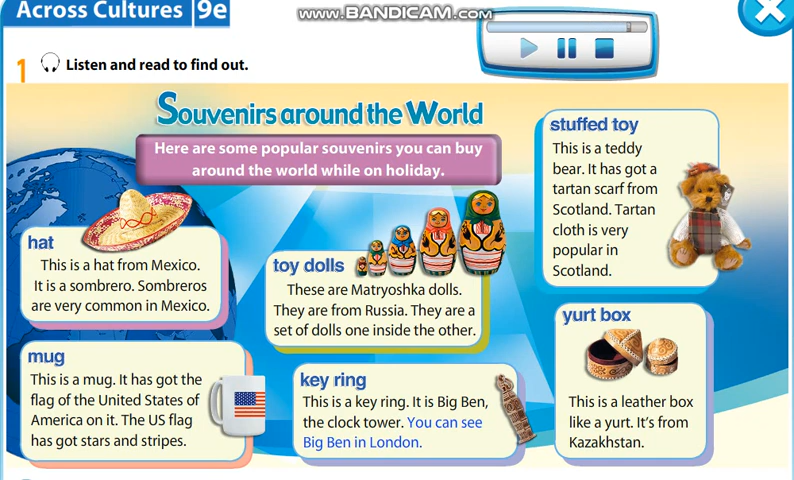 Across Cultures 9e
www.BANDICAM.com
1 Listen and read to find out.
Souvenirs around the World
Here are some popular souvenirs you can buy
around the world while on holiday.
hat
This is a hat from Mexico.
It is a sombrero. Sombreros
are very common in Mexico.
toy dolls
These are Matryoshka dolls.
They are from Russia. They are a
set of dolls one inside the other.
stuffed toy
This is a teddy
bear. It has got a
tartan scarf from
Scotland. Tartan
cloth is very
popular in
Scotland.
mug
This is a mug. It has got the
flag of the United States of
America on it. The US flag
has got stars and stripes.
key ring
This is a key ring. It is Big Ben,
the clock tower. You can see
Big Ben in London.
yurt box
This is a leather box
like a yurt. It's from
Kazakhstan.